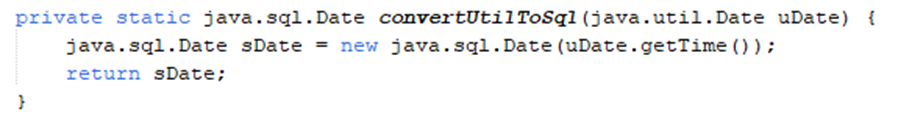 private static java.sql.Date convertUtilToSql(java.util.Date uDate) {
    java.sql.Date sDate = new java.sql.Date(uDate.getTime());
    return sDate;
}